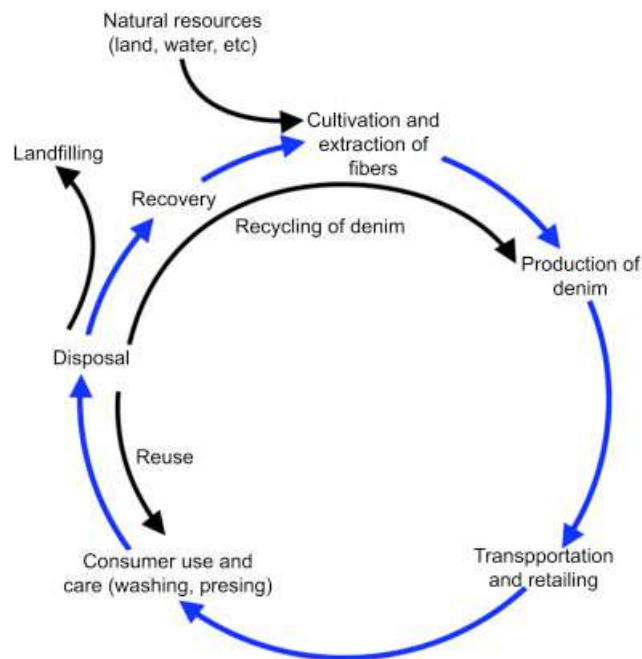 Natural resources
(land, water, etc)
Cultivation and
extraction of
fibers
Landfilling
Recovery
Recycling of denim
Production of
denim
Disposal
Reuse
Consumer use and
care (washing, presing)
Transpportation
and retailing